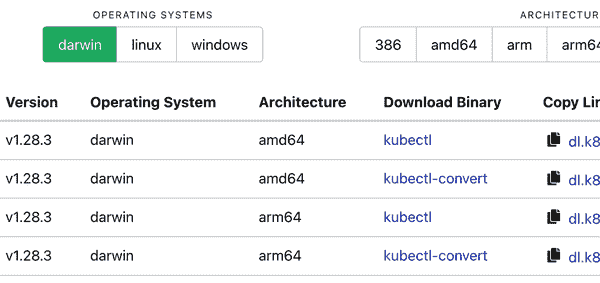 OPERATING SYSTEMS ARCHITECTUR
darwin linux windows 386 amd64 arm arm64
Version Operating System Architecture Download Binary Copy Lin
v1.28.3 darwin amd64 kubectl dl.k8
v1.28.3 darwin amd64 kubectl-convert dl.k8
v1.28.3 darwin arm64 kubectl dl.k8
v1.28.3 darwin arm64 kubectl-convert dl.k8